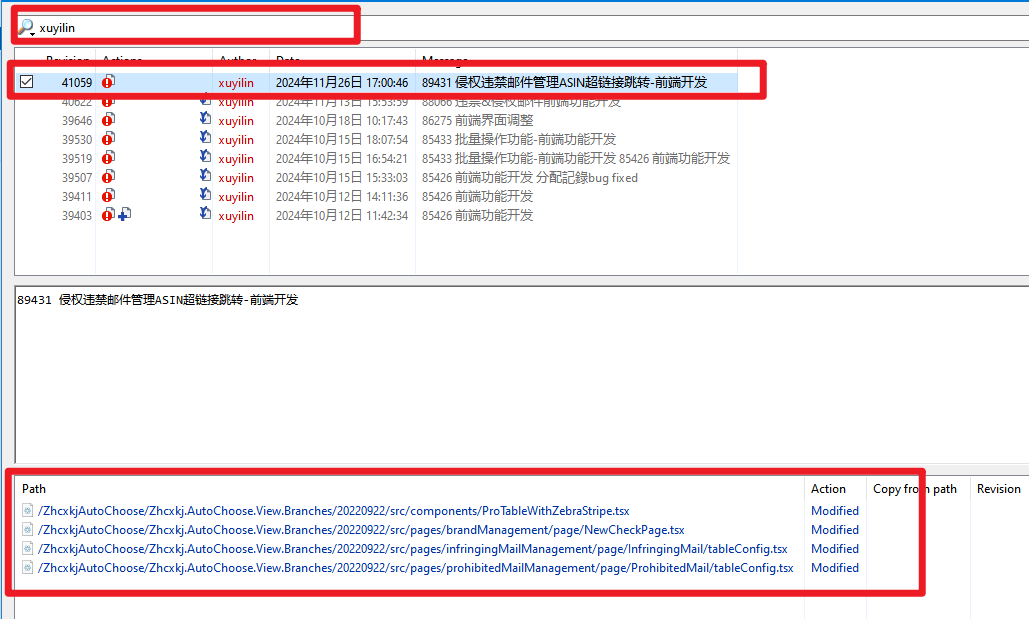 xuyilin
Revision Actions Author Date Message
41059 xuyilin 2024年11月26日 17:00:46 89431 侵权违禁邮件管理ASIN超链接跳转-前端开发
40622 xuyilin 2024年11月13日 15:53:59 88066 违禁&侵权邮件前端功能开发
39646 xuyilin 2024年10月18日 10:17:43 86275 前端界面调整
39530 xuyilin 2024年10月15日 18:07:54 85433 批量操作功能-前端功能开发
39519 xuyilin 2024年10月15日 16:54:21 85433 批量操作功能-前端功能开发 85426 前端功能开发
39507 xuyilin 2024年10月15日 15:33:03 85426 前端功能开发 分配記錄bug fixed
39411 xuyilin 2024年10月12日 14:11:36 85426 前端功能开发
39403 xuyilin 2024年10月12日 11:42:34 85426 前端功能开发
89431 侵权违禁邮件管理ASIN超链接跳转-前端开发
Path Action Copy from path Revision
/ZhcxkjAutoChoose/Zhcxkj.AutoChoose.View.Branches/20220922/src/components/ProTableWithZebraStripe.tsx Modified
/ZhcxkjAutoChoose/Zhcxkj.AutoChoose.View.Branches/20220922/src/pages/brandManagement/page/NewCheckPage.tsx Modified
/ZhcxkjAutoChoose/Zhcxkj.AutoChoose.View.Branches/20220922/src/pages/infringingMailManagement/page/InfringingMail/tableConfig.tsx Modified
/ZhcxkjAutoChoose/Zhcxkj.AutoChoose.View.Branches/20220922/src/pages/prohibitedMailManagement/page/ProhibitedMail/tableConfig.tsx Modified